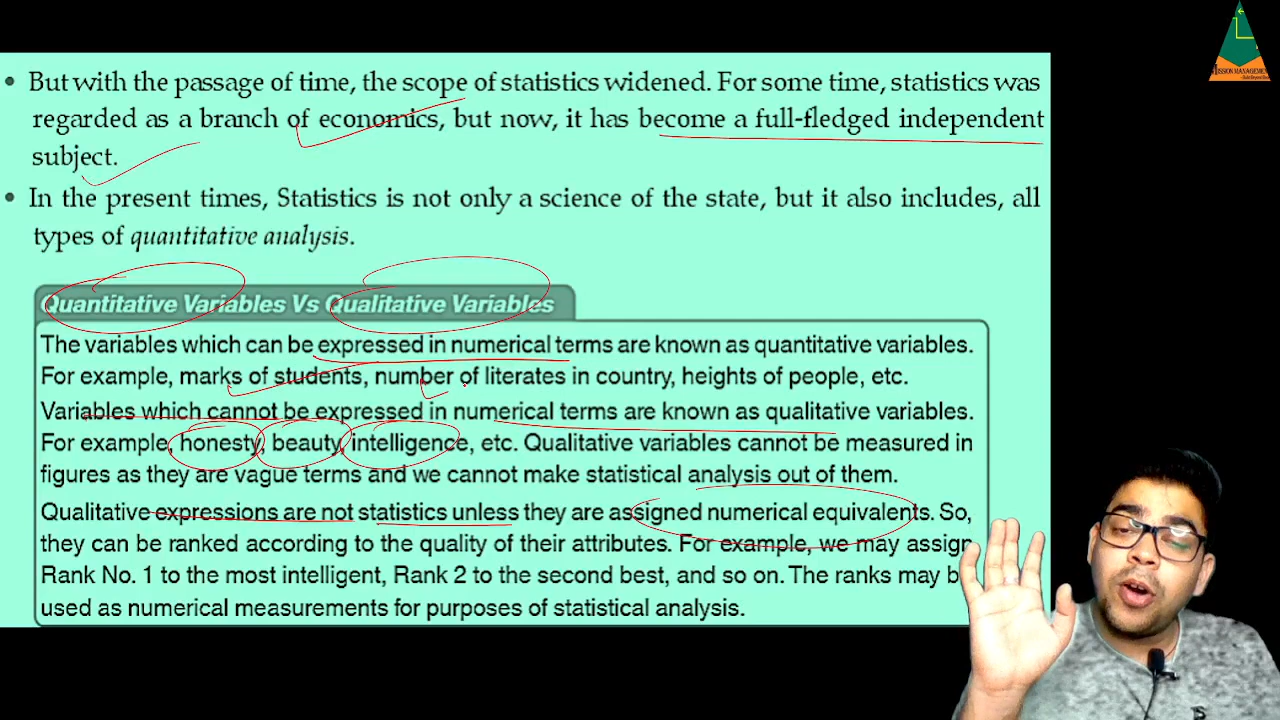 MISSION MANAGEMENT
• But with the passage of time, the scope of statistics widened. For some time, statistics was
regarded as a branch of economics, but now, it has become a full-fledged independent
subject.
• In the present times, Statistics is not only a science of the state, but it also includes, all
types of quantitative analysis.
Quantitative Variables Vs Qualitative Variables
The variables which can be expressed in numerical terms are known as quantitative variables.
For example, marks of students, number of literates in country, heights of people, etc.
Variables which cannot be expressed in numerical terms are known as qualitative variables.
For example, honesty, beauty, intelligence, etc. Qualitative variables cannot be measured in
figures as they are vague terms and we cannot make statistical analysis out of them.
Qualitative expressions are not statistics unless they are assigned numerical equivalents. So,
they can be ranked according to the quality of their attributes. For example, we may assign
Rank No. 1 to the most intelligent, Rank 2 to the second best, and so on. The ranks may b
used as numerical measurements for purposes of statistical analysis.